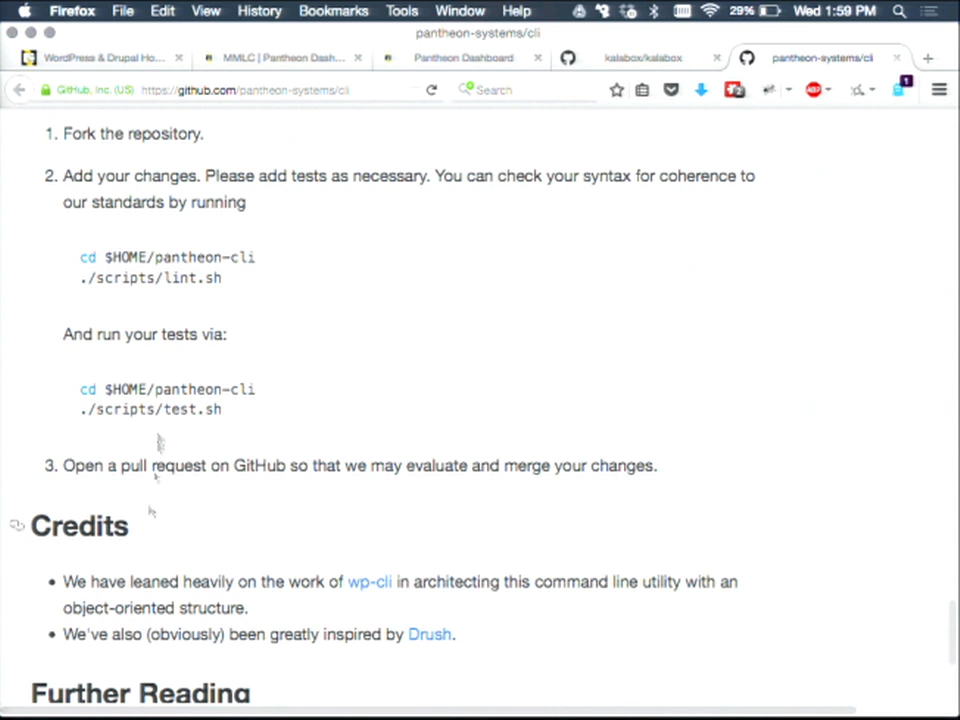 Firefox File Edit View History Bookmarks Tools Window Help 29% Wed 1:59 PM
pantheon-systems/cli
WordPress & Drupal Ho... MMLC | Pantheon Dash... Pantheon Dashboard kalabox/kalabox pantheon-systems/cli
GitHub, Inc. (US) https://github.com/pantheon-systems/cli Search ABP 1
1. Fork the repository.
2. Add your changes. Please add tests as necessary. You can check your syntax for coherence to
our standards by running
cd $HOME/pantheon-cli
./scripts/lint.sh
And run your tests via:
cd $HOME/pantheon-cli
./scripts/test.sh
3. Open a pull request on GitHub so that we may evaluate and merge your changes.
Credits
• We have leaned heavily on the work of wp-cli in architecting this command line utility with an
object-oriented structure.
• We've also (obviously) been greatly inspired by Drush.
Further Reading